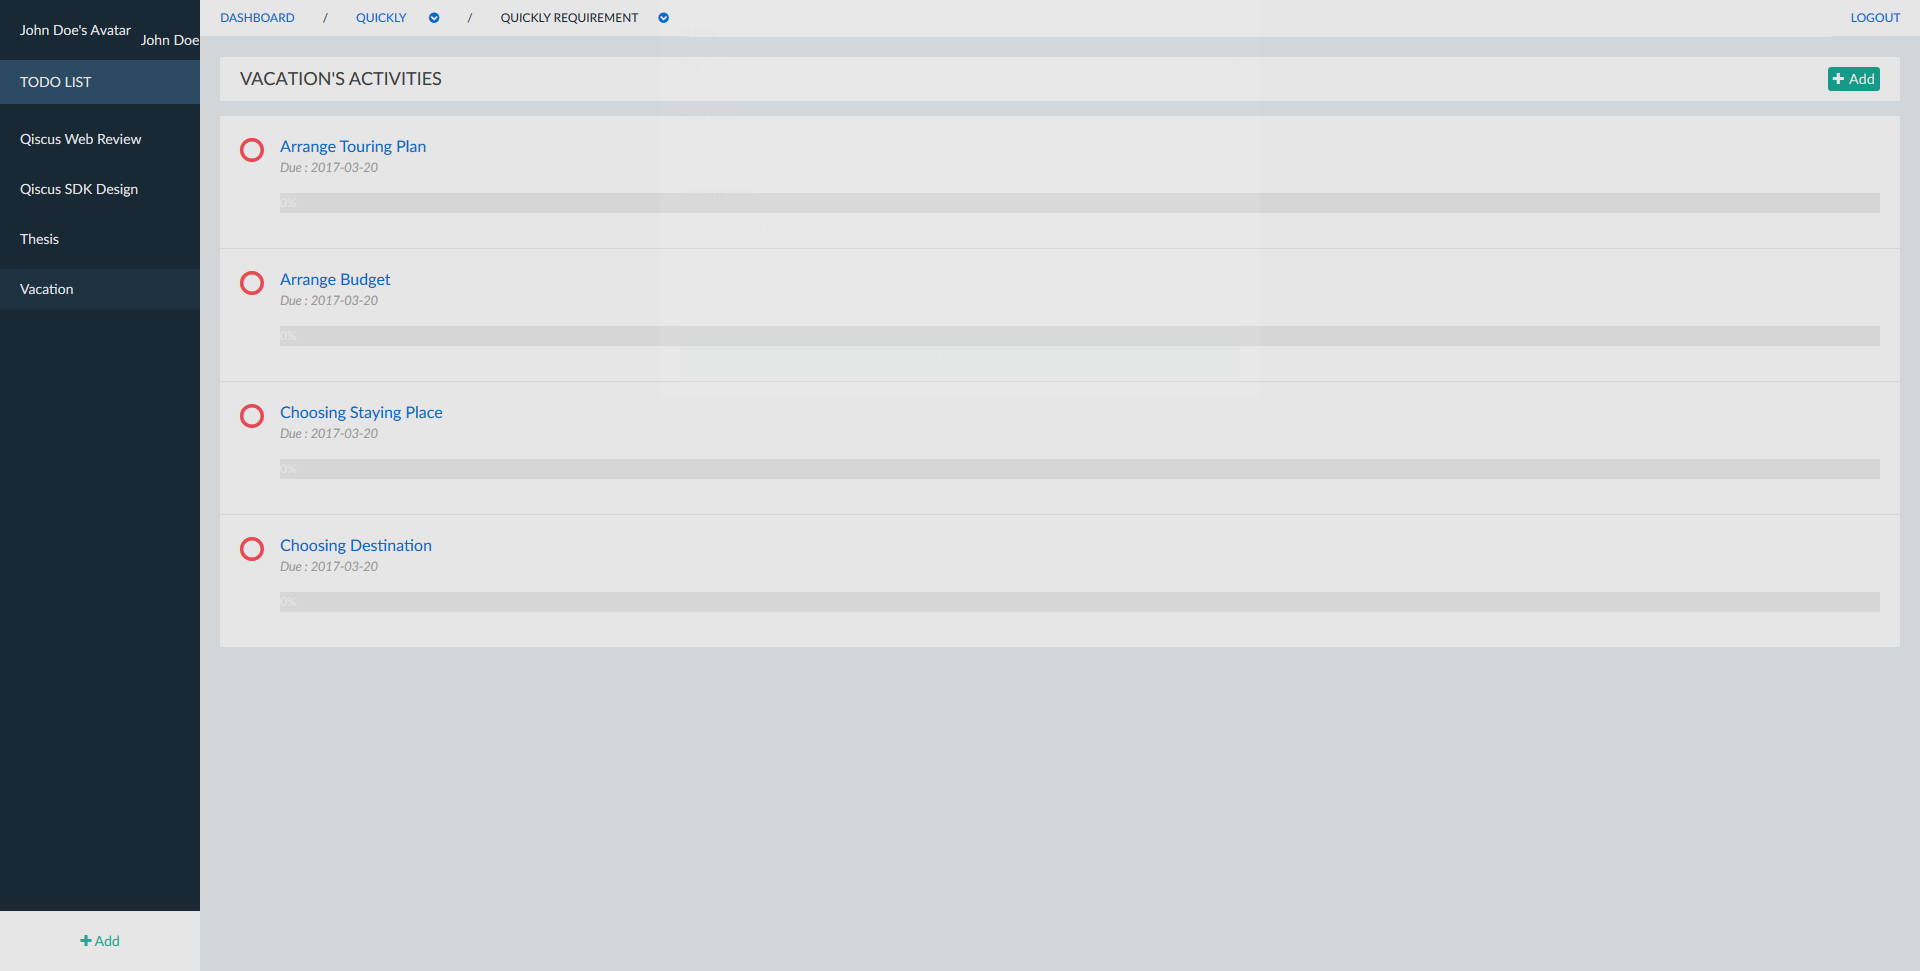 John Doe's Avatar
John Doe
TODO LIST
Qiscus Web Review
Qiscus SDK Design
Thesis
Vacation
Add
DASHBOARD / QUICKLY / QUICKLY REQUIREMENT
LOGOUT
VACATION'S ACTIVITIES
Add
Arrange Touring Plan
Due : 2017-03-20
0%
Arrange Budget
Due : 2017-03-20
0%
Choosing Staying Place
Due : 2017-03-20
0%
Choosing Destination
Due : 2017-03-20
0%